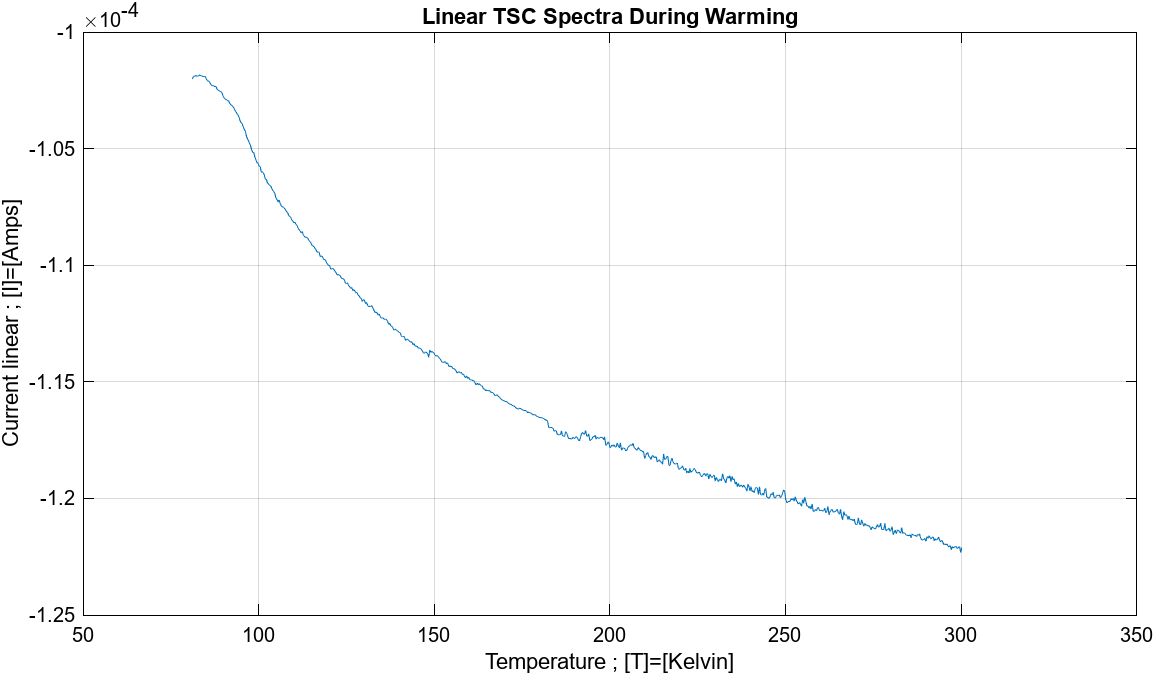 Linear TSC Spectra During Warming
×10-4
-1
-1.05
-1.1
-1.15
-1.2
-1.25
50 100 150 200 250 300 350
Temperature ; [T]=[Kelvin]
Current linear ; [I]=[Amps]